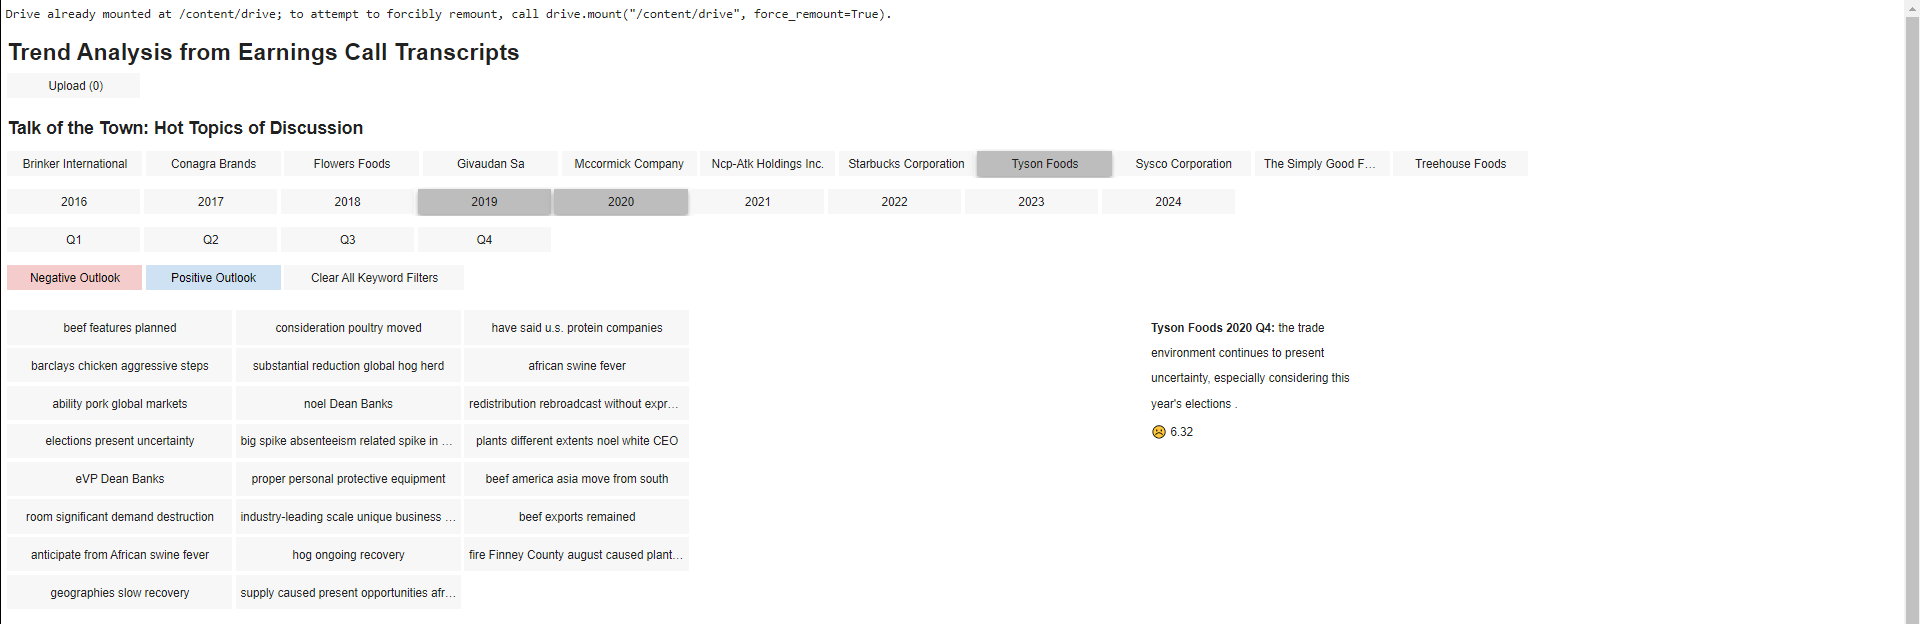 Drive already mounted at /content/drive; to attempt to forcibly remount, call drive.mount("/content/drive", force_remount=True).
Trend Analysis from Earnings Call Transcripts
Upload (0)
Talk of the Town: Hot Topics of Discussion
Brinker International Conagra Brands Flowers Foods Givaudan Sa Mccormick Company Ncp-Atk Holdings Inc. Starbucks Corporation Tyson Foods Sysco Corporation The Simply Good F... Treehouse Foods
2016 2017 2018 2019 2020 2021 2022 2023 2024
Q1 Q2 Q3 Q4
Negative Outlook Positive Outlook Clear All Keyword Filters
beef features planned consideration poultry moved have said u.s. protein companies
barclays chicken aggressive steps substantial reduction global hog herd african swine fever
ability pork global markets noel Dean Banks redistribution rebroadcast without expr...
elections present uncertainty big spike absenteeism related spike in ... plants different extents noel white CEO
eVP Dean Banks proper personal protective equipment beef america asia move from south
room significant demand destruction industry-leading scale unique business ... beef exports remained
anticipate from African swine fever hog ongoing recovery fire Finney County august caused plant...
geographies slow recovery supply caused present opportunities afr...
Tyson Foods 2020 Q4: the trade
environment continues to present
uncertainty, especially considering this
year's elections .
6.32